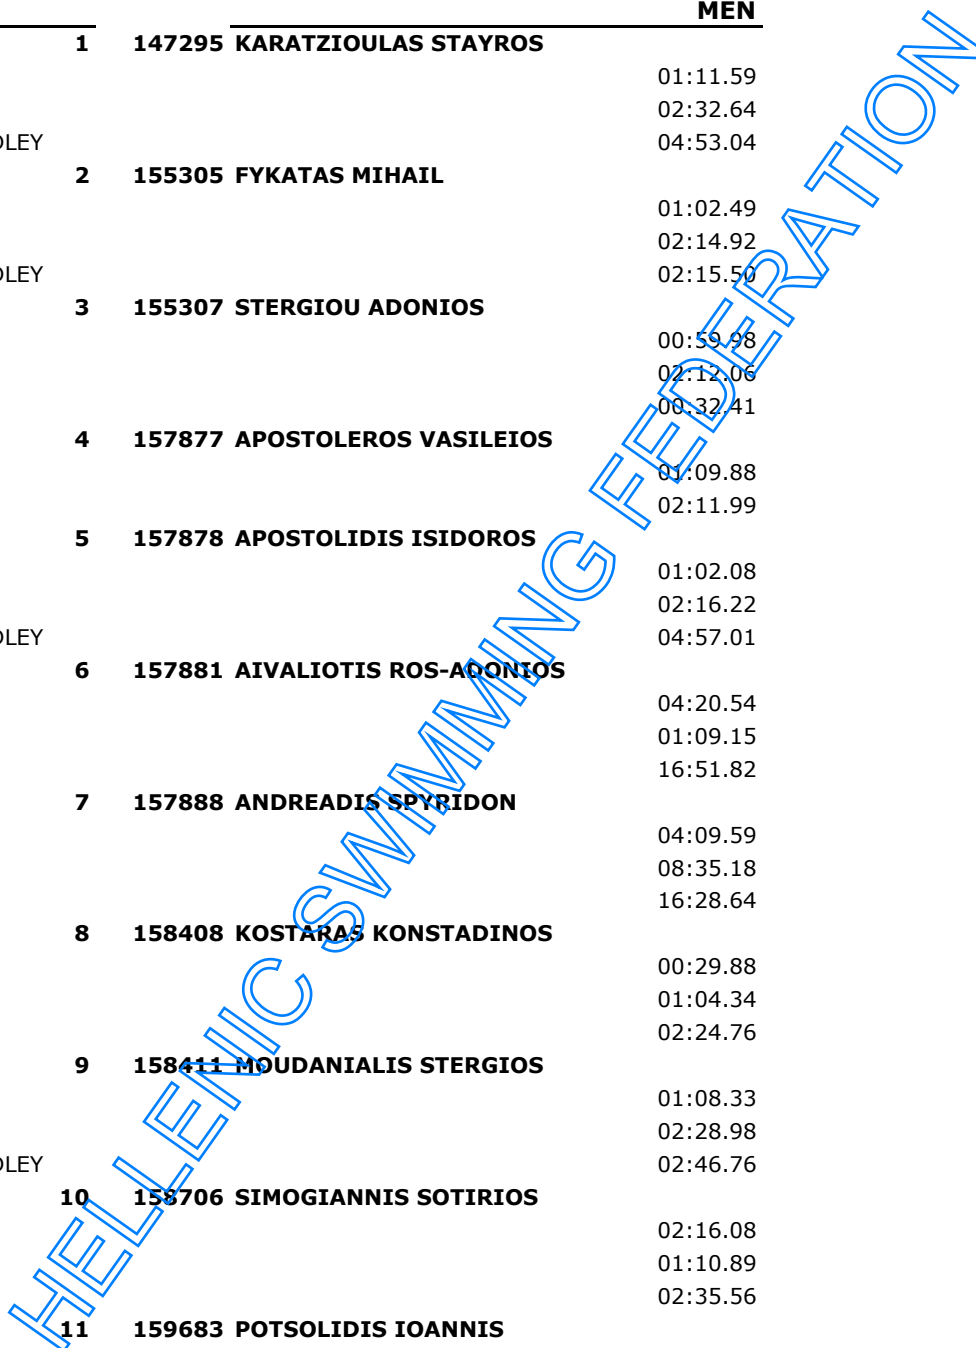 MEN
1 147295 KARATZIOULAS STAYROS
01:11.59
02:32.64
DLEY 04:53.04
2 155305 FYKATAS MIHAIL
01:02.49
02:14.92
DLEY 02:15.50
3 155307 STERGIOU ADONIOS
00:59.98
02:12.06
00:32.41
4 157877 APOSTOLEROS VASILEIOS
01:09.88
02:11.99
5 157878 APOSTOLIDIS ISIDOROS
01:02.08
02:16.22
DLEY 04:57.01
6 157881 AIVALIOTIS ROS-ADONIOS
04:20.54
01:09.15
16:51.82
7 157888 ANDREADIS SPYRIDON
04:09.59
08:35.18
16:28.64
8 158408 KOSTARAS KONSTADINOS
00:29.88
01:04.34
02:24.76
9 158411 MOUDANIALIS STERGIOS
01:08.33
02:28.98
DLEY 02:46.76
10 158706 SIMOGIANNIS SOTIRIOS
02:16.08
01:10.89
02:35.56
11 159683 POTSOLIDIS IOANNIS
HELLENIC SWIMMING FEDERATION